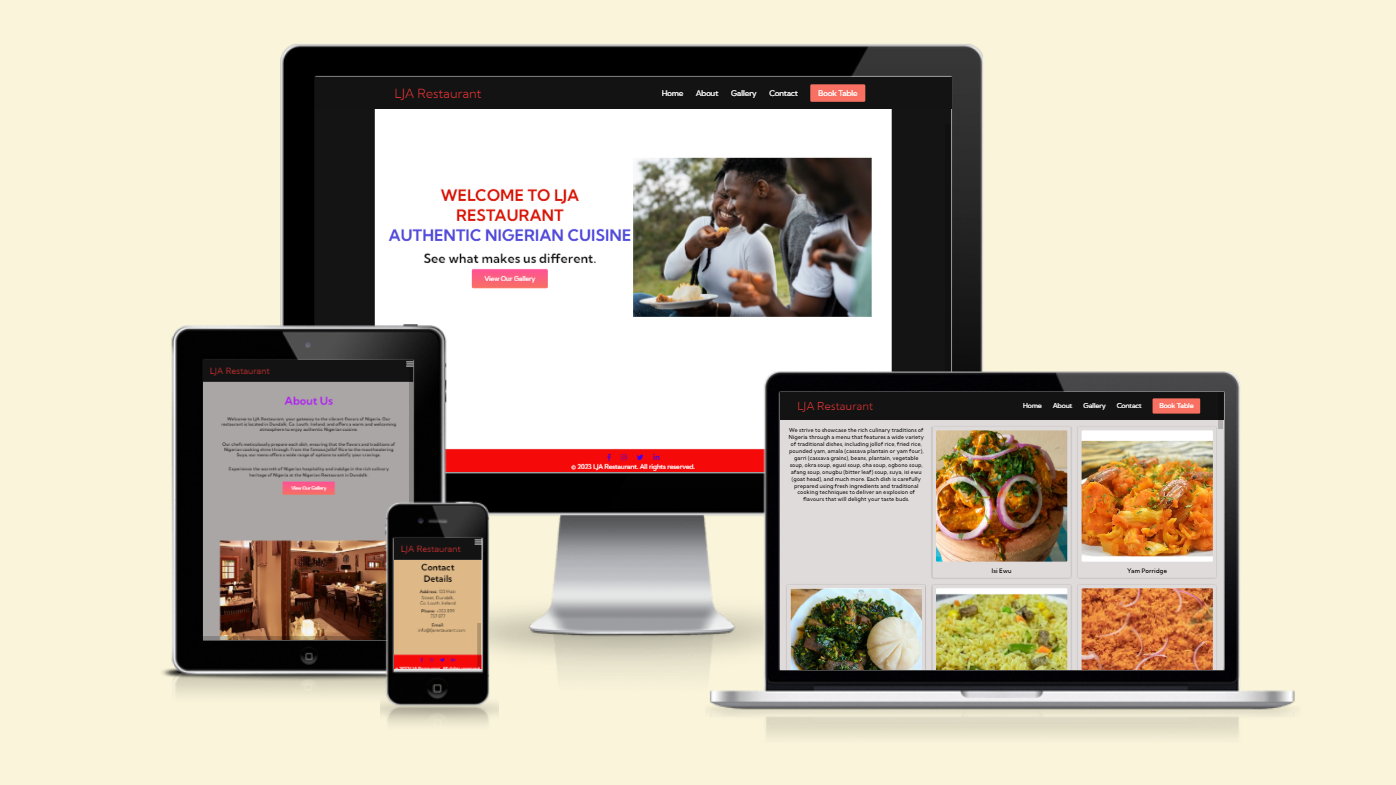 LJA Restaurant
Home About Gallery Contact Book Table
WELCOME TO LJA
RESTAURANT
AUTHENTIC NIGERIAN CUISINE
See what makes us different.
View Our Gallery
© 2023 LJA Restaurant. All rights reserved.
LJA Restaurant
About Us
Welcome to LJA Restaurant, your gateway to the vibrant flavors of Nigeria. Our
restaurant is located in Dundalk, Co. Louth, Ireland, and offers a warm and welcoming
atmosphere to enjoy authentic Nigerian cuisine.
Our chefs meticulously prepare each dish, ensuring that the flavors and traditions of
Nigerian cooking shine through. From the famous Jollof Rice to the mouthwatering
Suya, our menu offers a wide range of options to satisfy your cravings.
Experience the warmth of Nigerian hospitality and indulge in the rich culinary
heritage of Nigeria at the Nigerian Restaurant in Dundalk.
View Our Gallery
LJA Restaurant
Contact
Details
Address:
Street, Dundalk,
Co. Louth, Ireland
Phone:
Email:
info@ljarestaurant.com
LJA Restaurant
Home About Gallery Contact Book Table
We strive to showcase the rich culinary traditions of
Nigeria through a menu that features a wide variety
of traditional dishes, including jollof rice, fried rice,
pounded yam, amala (cassava plantain or yam four),
garri (cassava grains), beans, plantain, vegetable
soup, okra soup, egusi soup, oha soup, ogbono soup,
afang soup, onugbu (bitter leaf) soup, suya, isi ewu
(goat head), and much more. Each dish is carefully
prepared using fresh ingredients and traditional
cooking techniques to deliver an explosion of
flavours that will delight your taste buds.
Isi Ewu
Yam Porridge